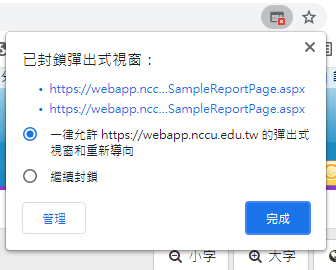 已封鎖彈出式視窗：
• https://webapp.ncc...SampleReportPage.aspx
• https://webapp.ncc...SampleReportPage.aspx
一律允許 https://webapp.nccu.edu.tw 的彈出式
視窗和重新導向
繼續封鎖
管理
完成
小字
大字